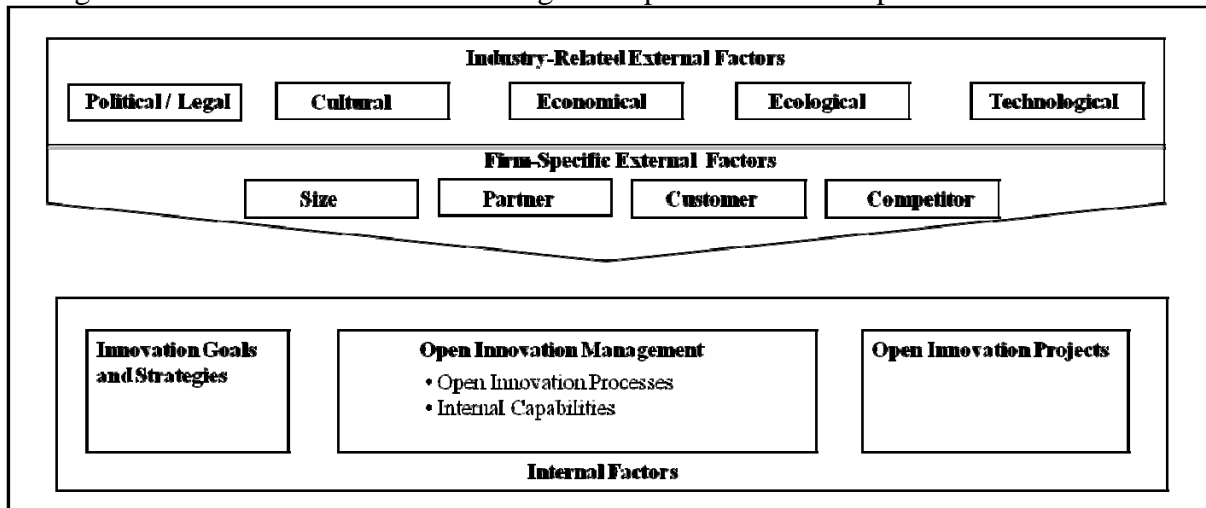 Industry-Related External Factors
Political / Legal
Cultural
Economical
Ecological
Technological
Firm-Specific External Factors
Size
Partner
Customer
Competitor
Innovation Goals
and Strategies
Open Innovation Management
• Open Innovation Processes
• Internal Capabilities
Open Innovation Projects
Internal Factors